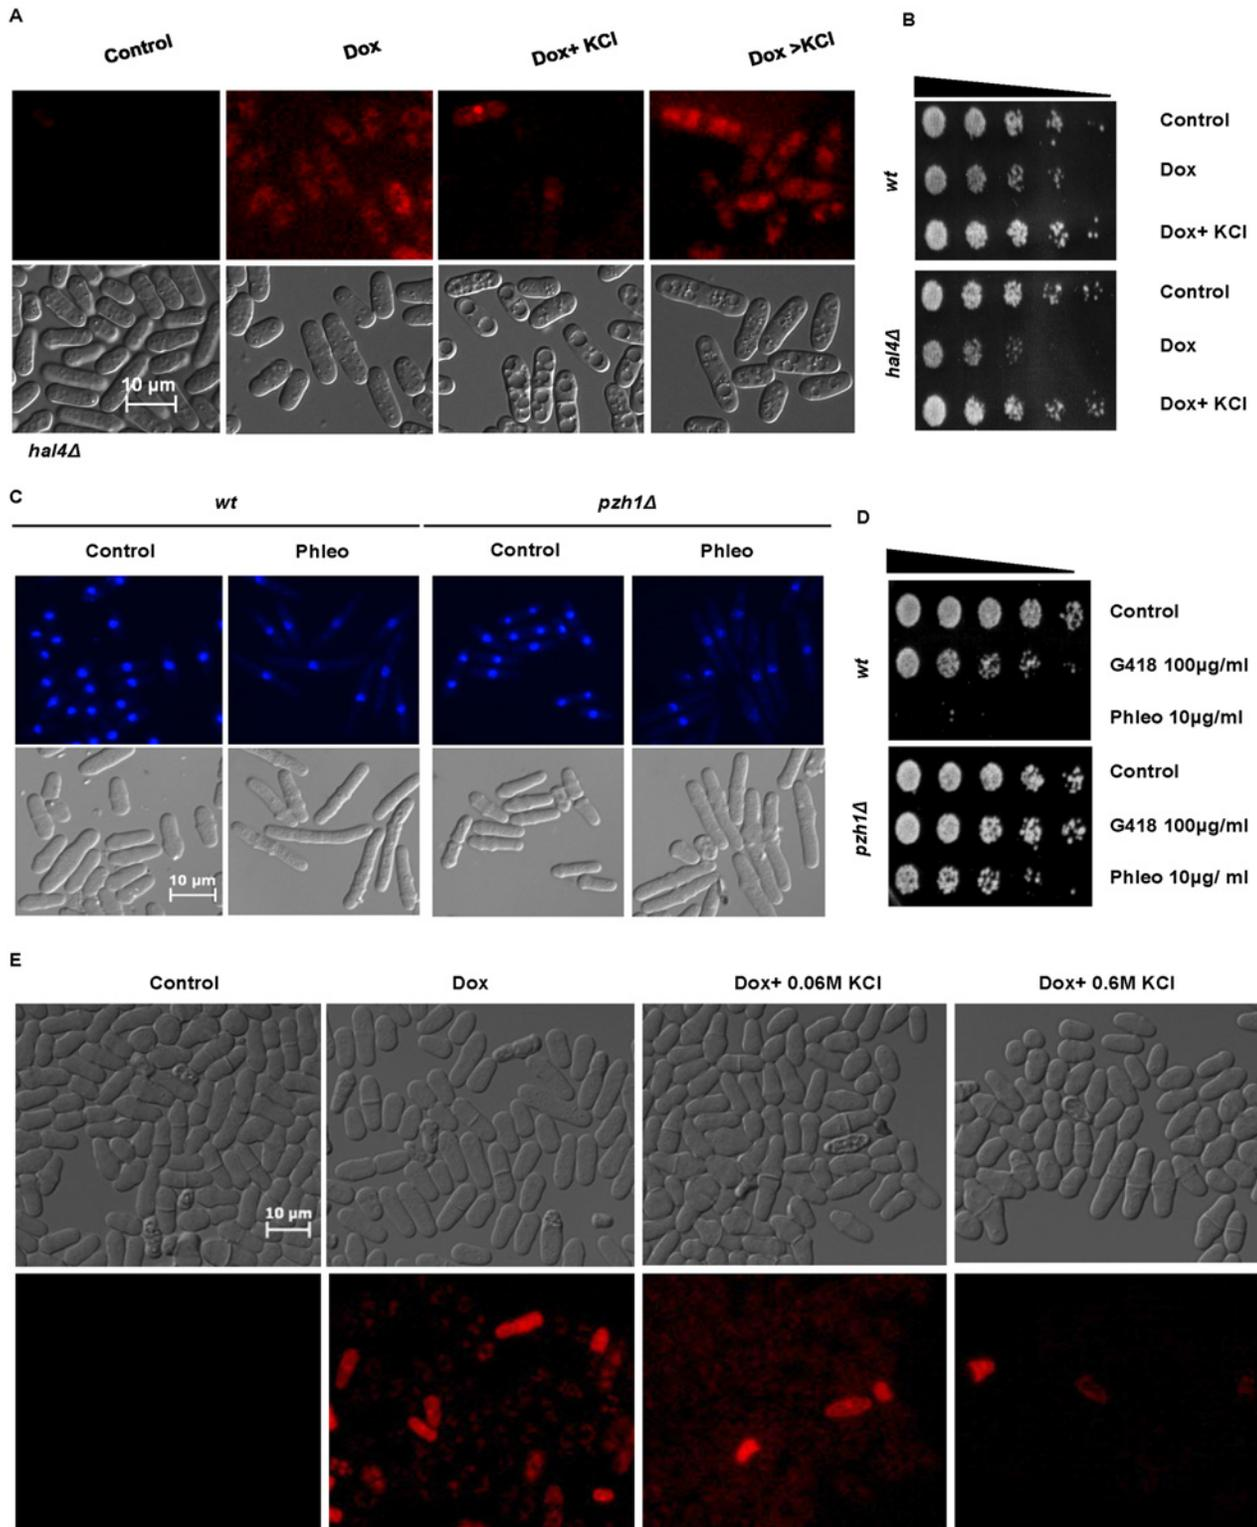 A
Control
Dox
Dox+ KCl
Dox >KCl
10 µm
hal4Δ
B
wt
Control
Dox
Dox+ KCl
hal4Δ
Control
Dox
Dox+ KCl
C
wt
pzh1Δ
Control
Phleo
Control
Phleo
10 µm
D
wt
Control
G418 100µg/ml
Phleo 10µg/ml
pzh1Δ
Control
G418 100µg/ml
Phleo 10µg/ ml
E
Control
Dox
Dox+ 0.06M KCl
Dox+ 0.6M KCl
10 µm